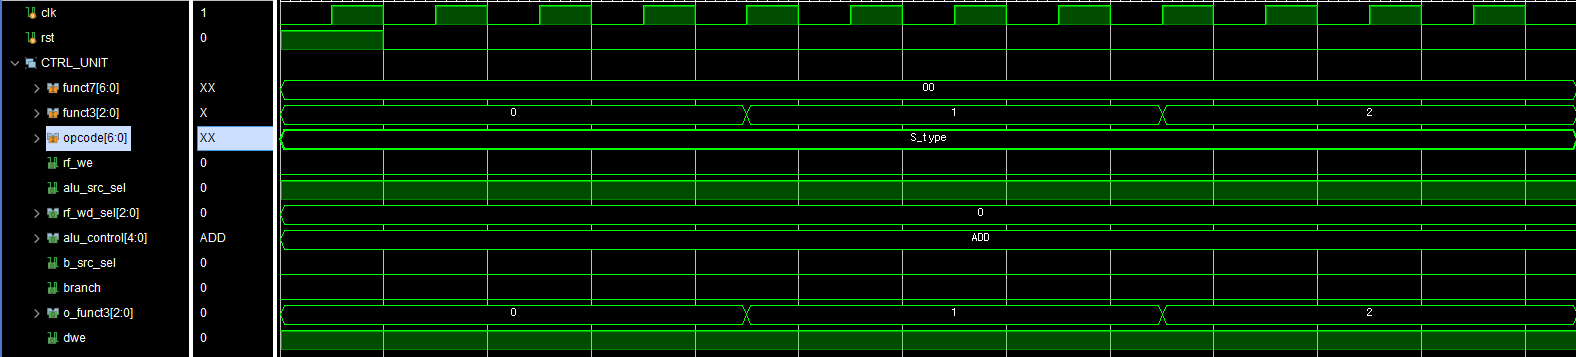 clk 1
rst 0
CTRL_UNIT
funct7[6:0] XX 00
funct3[2:0] X 0 1 2
opcode[6:0] XX S_type
rf_we 0
alu_src_sel 0
rf_wd_sel[2:0] 0 0
alu_control[4:0] ADD ADD
b_src_sel 0
branch 0
o_funct3[2:0] 0 0 1 2
dwe 0